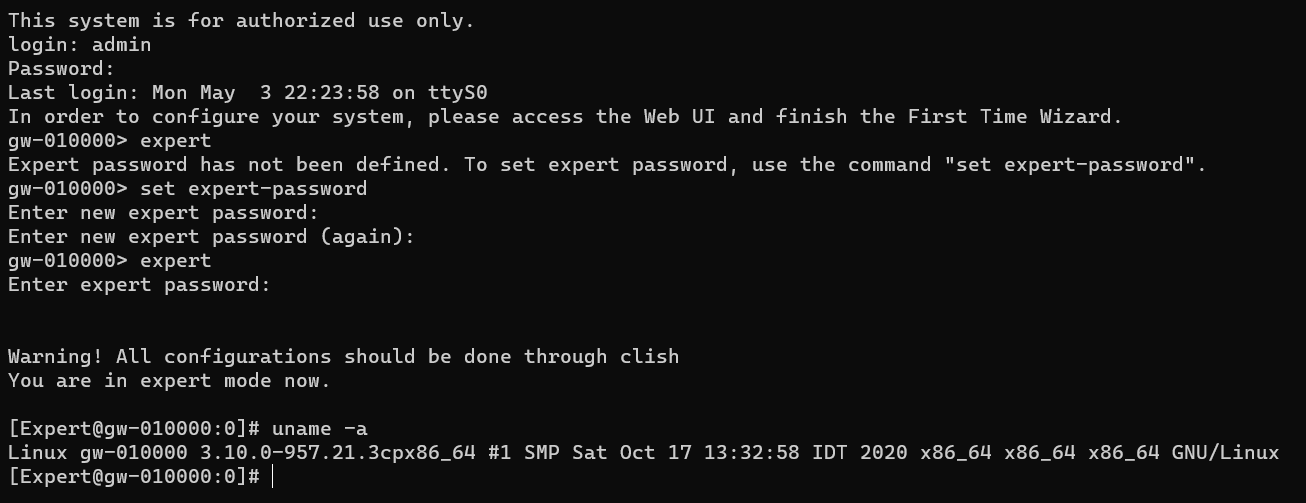 This system is for authorized use only.
login: admin
Password:
Last login: Mon May  3 22:23:58 on ttyS0
In order to configure your system, please access the Web UI and finish the First Time Wizard.
gw-010000> expert
Expert password has not been defined. To set expert password, use the command "set expert-password".
gw-010000> set expert-password
Enter new expert password:
Enter new expert password (again):
gw-010000> expert
Enter expert password:
Warning! All configurations should be done through clish
You are in expert mode now.
[Expert@gw-010000:0]# uname -a
Linux gw-010000 3.10.0-957.21.3cpx86_64 #1 SMP Sat Oct 17 13:32:58 IDT 2020 x86_64 x86_64 x86_64 GNU/Linux
[Expert@gw-010000:0]#